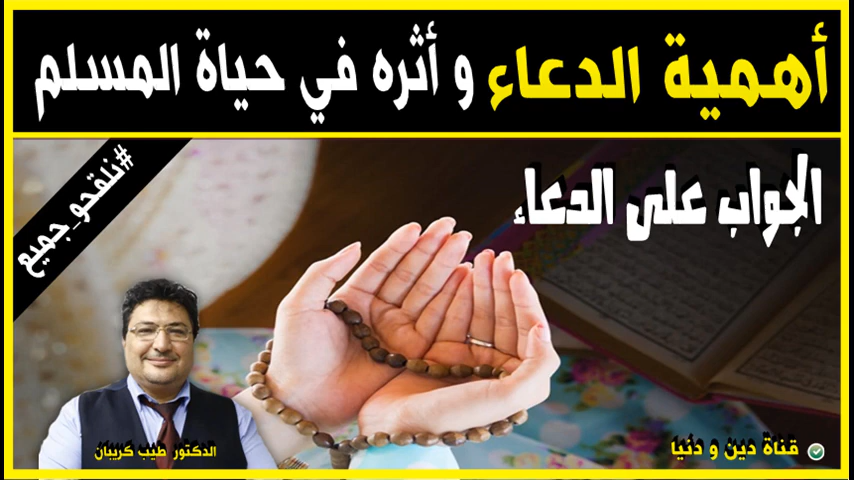 أهمية الدعاء و أثره في حياة المسلم
#نلقحو_جميع
الجواب على الدعاء
الدكتور طيب كريبان
قناة دين و دنيا